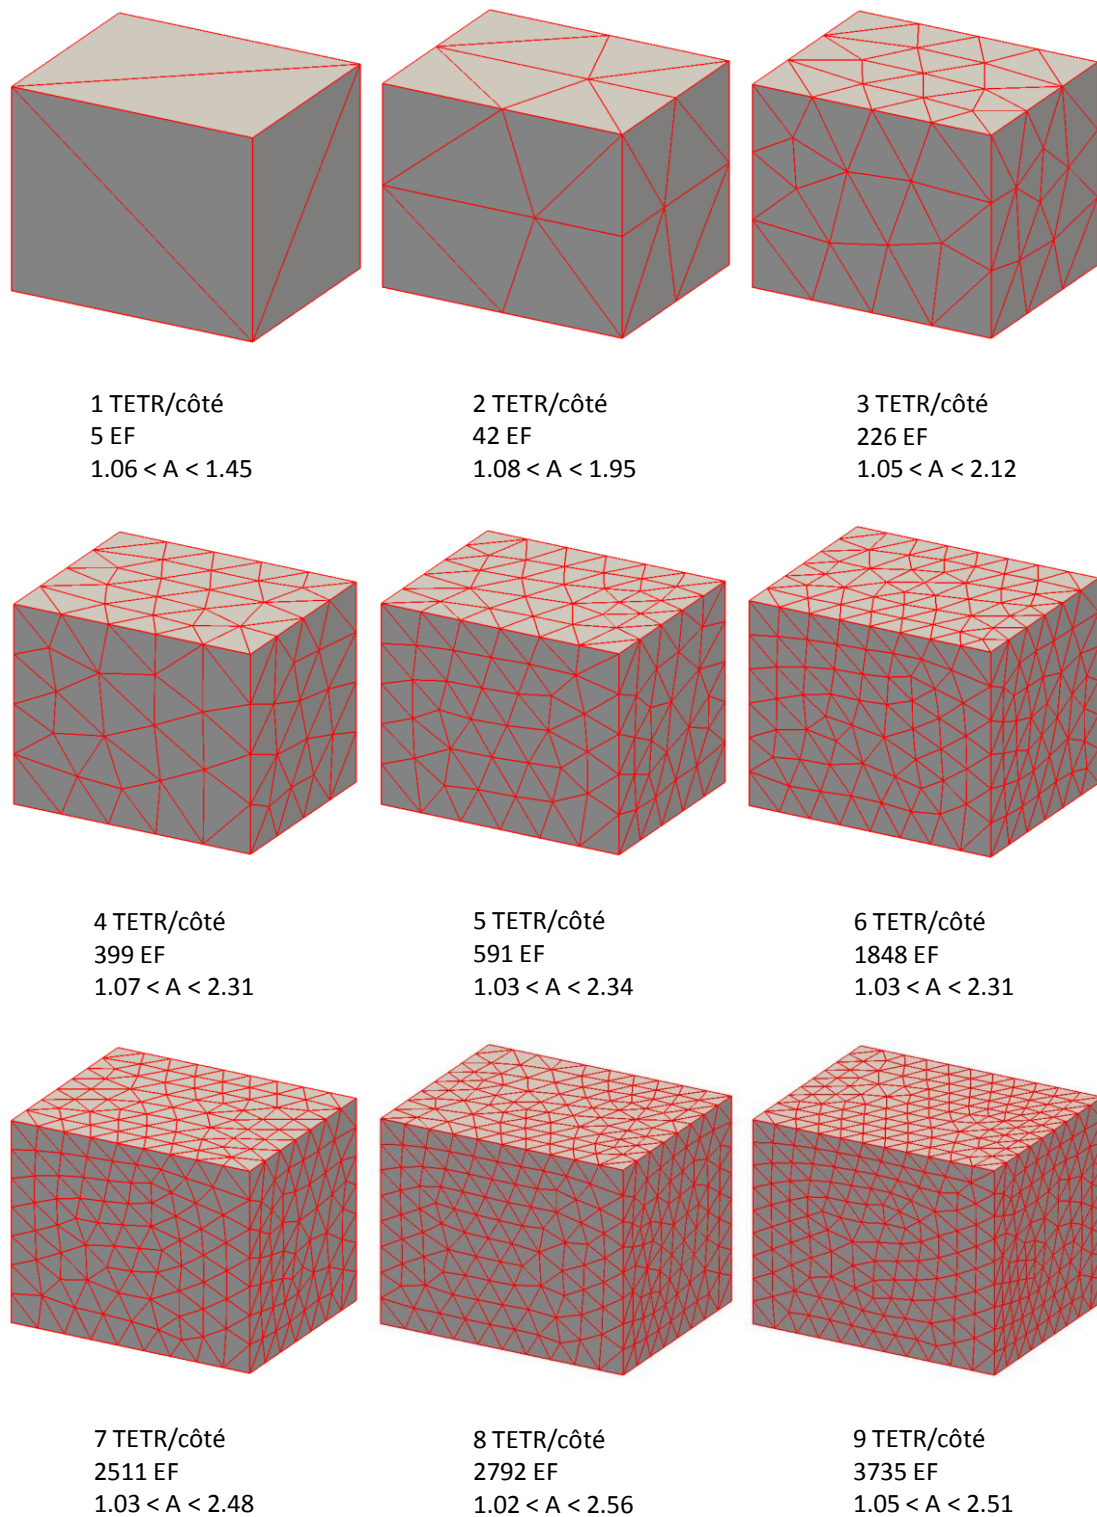 1 TETR/côté
5 EF
1.06 < A < 1.45
2 TETR/côté
42 EF
1.08 < A < 1.95
3 TETR/côté
226 EF
1.05 < A < 2.12
4 TETR/côté
399 EF
1.07 < A < 2.31
5 TETR/côté
591 EF
1.03 < A < 2.34
6 TETR/côté
1848 EF
1.03 < A < 2.31
7 TETR/côté
2511 EF
1.03 < A < 2.48
8 TETR/côté
2792 EF
1.02 < A < 2.56
9 TETR/côté
3735 EF
1.05 < A < 2.51